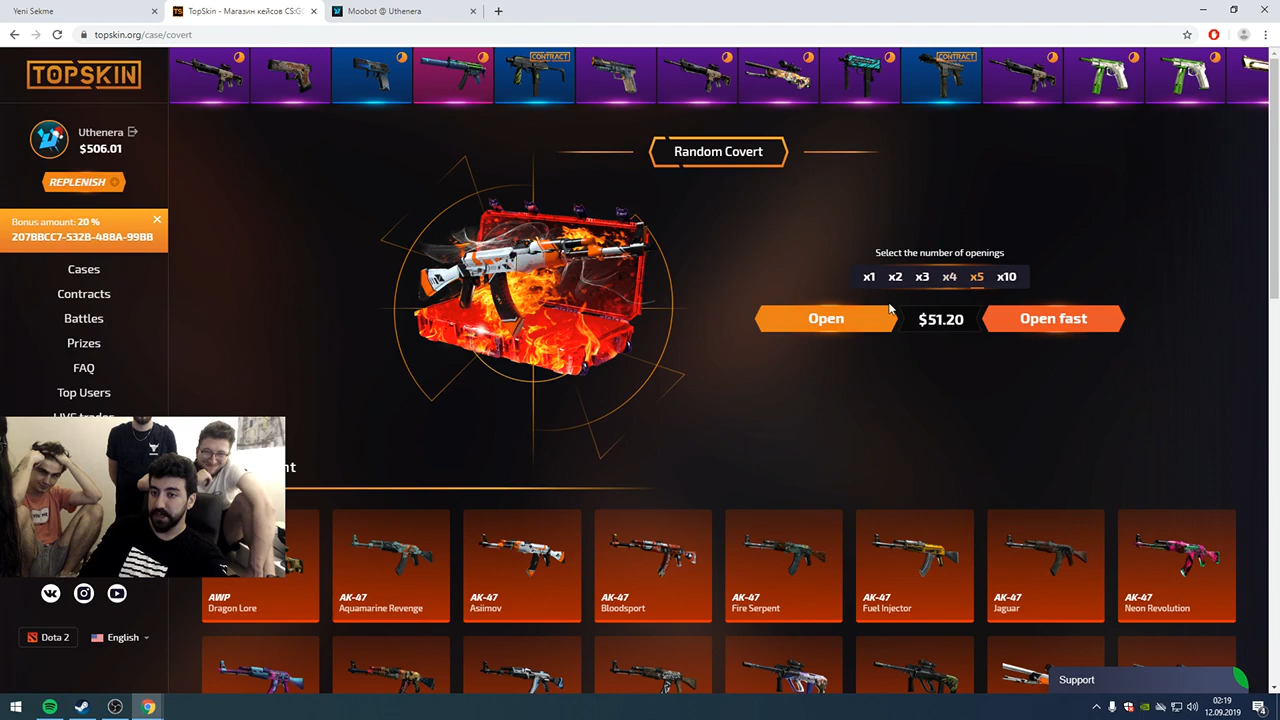 Yeni Sekme
TopSkin - Магазин кейсов CS:GO
Moobot @ Uthenera
topskin.org/case/covert
TOPSKIN
CONTRACT
CONTRACT
Uthenera
$506.01
REPLENISH
Bonus amount: 20 %
207BBCC7-532B-488A-99BB
Cases
Contracts
Battles
Prizes
FAQ
Top Users
LIVE trades
Random Covert
Select the number of openings
x1 x2 x3 x4 x5 x10
Open
$51.20
Open fast
nt
AWP
Dragon Lore
AK-47
Aquamarine Revenge
AK-47
Asiimov
AK-47
Bloodsport
AK-47
Fire Serpent
AK-47
Fuel Injector
AK-47
Jaguar
AK-47
Neon Revolution
Dota 2
English
Support
02:19
12.09.2019
4